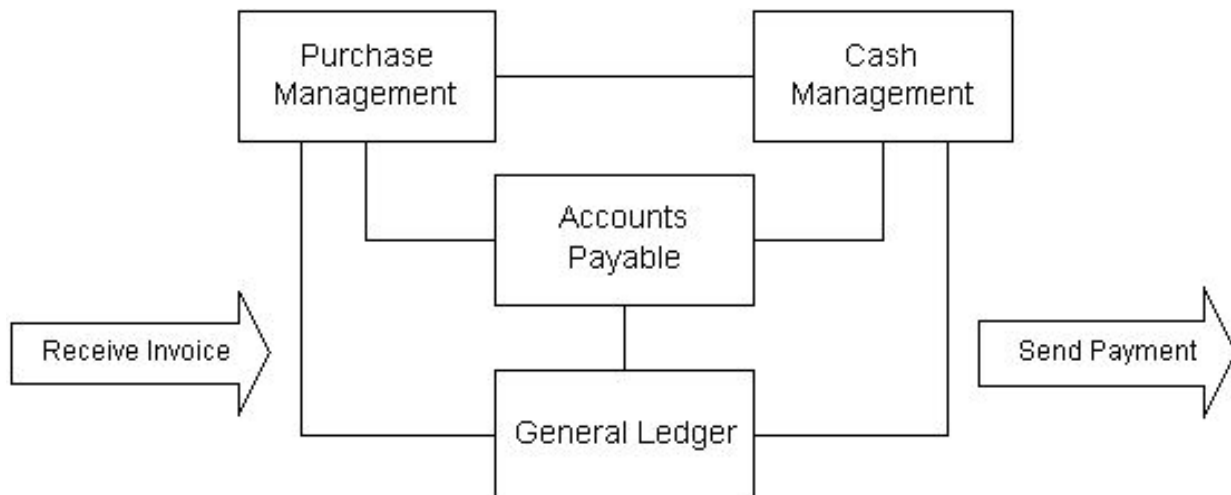 Purchase
Management
Cash
Management
Accounts
Payable
Receive Invoice
Send Payment
General Ledger